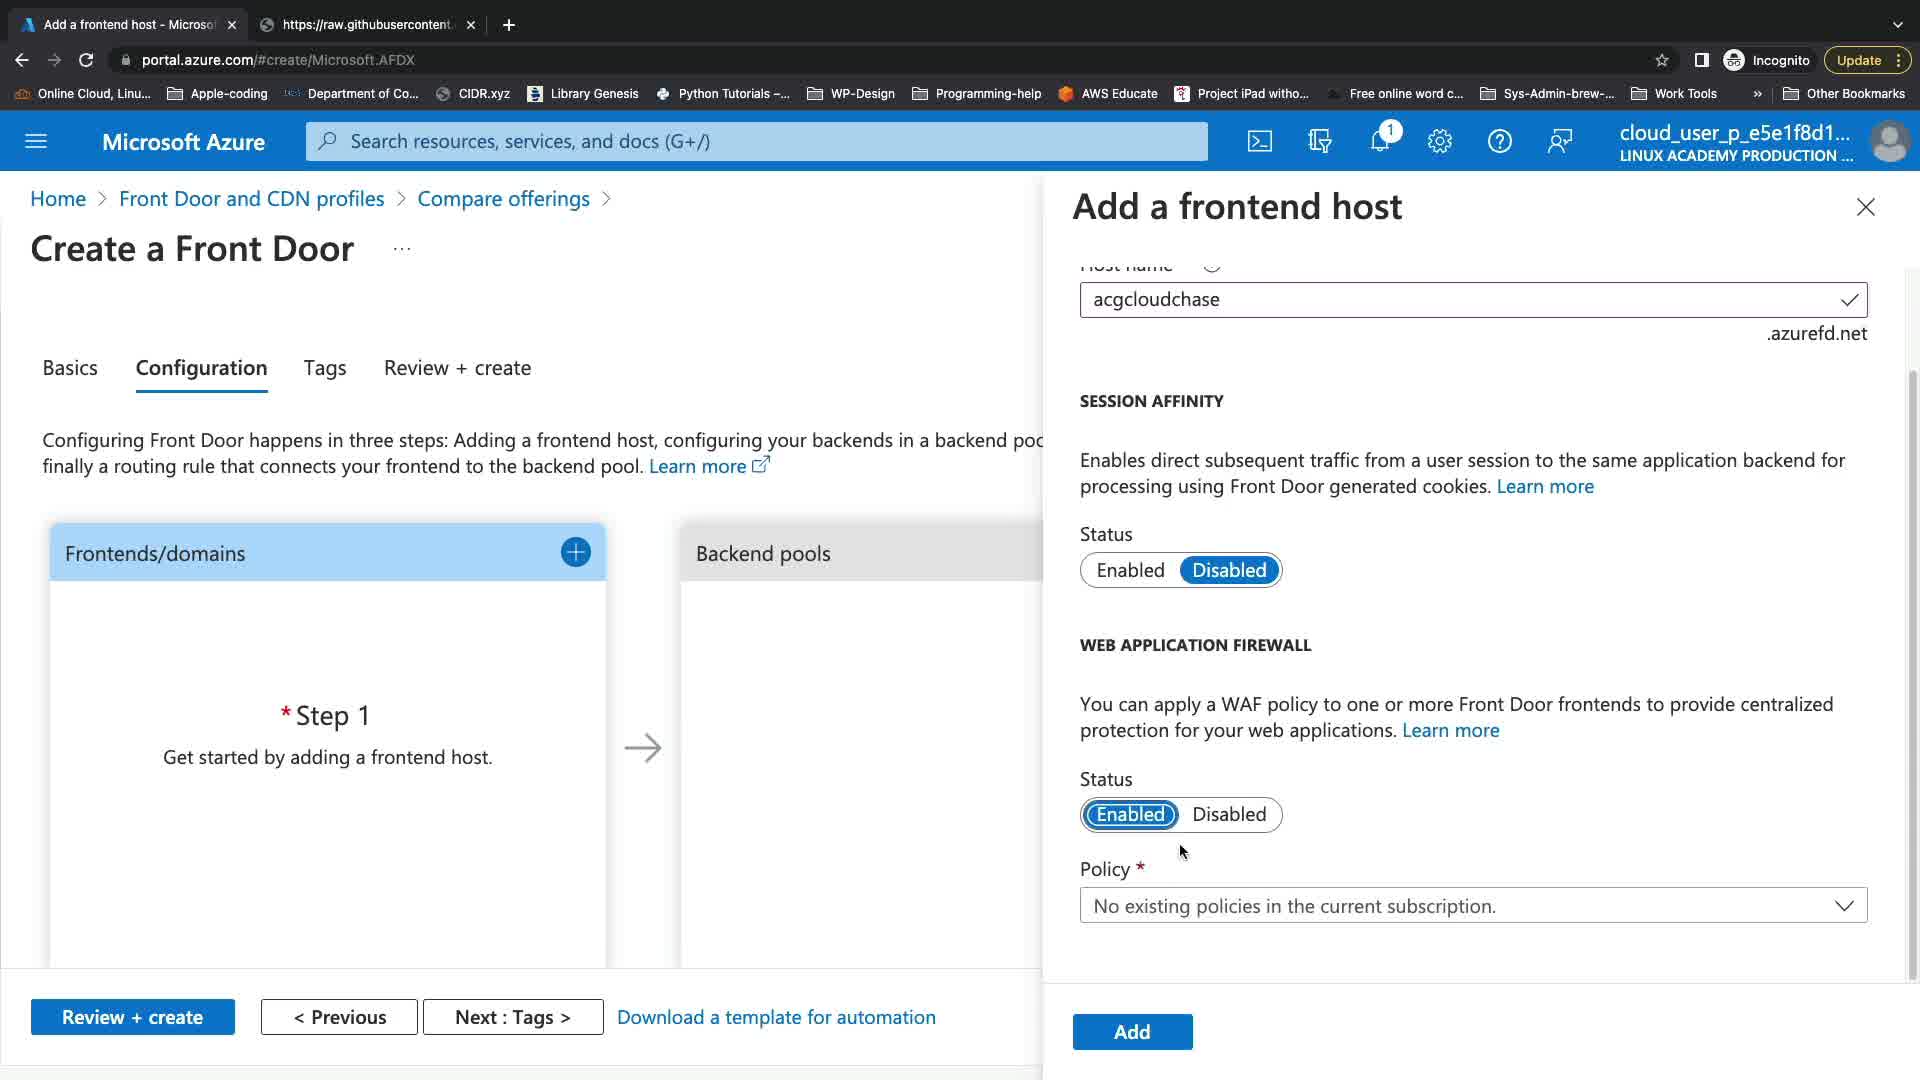 Add a frontend host - Microso
https://raw.githubusercontent.
portal.azure.com/#create/Microsoft.AFDX
Incognito
Update
Online Cloud, Linu...
Apple-coding
Department of Co...
CIDR.xyz
Library Genesis
Python Tutorials –...
WP-Design
Programming-help
AWS Educate
Project iPad witho...
Free online word c...
Sys-Admin-brew-...
Work Tools
»
Other Bookmarks
Microsoft Azure
Search resources, services, and docs (G+/)
1
cloud_user_p_e5e1f8d1...
LINUX ACADEMY PRODUCTION ...
Home > Front Door and CDN profiles > Compare offerings >
Create a Front Door ...
Basics
Configuration
Tags
Review + create
Configuring Front Door happens in three steps: Adding a frontend host, configuring your backends in a backend poo
finally a routing rule that connects your frontend to the backend pool. Learn more
Frontends/domains
* Step 1
Get started by adding a frontend host.
Backend pools
Review + create
< Previous
Next : Tags >
Download a template for automation
Add a frontend host
Host name
acgcloudchase
.azurefd.net
SESSION AFFINITY
Enables direct subsequent traffic from a user session to the same application backend for
processing using Front Door generated cookies. Learn more
Status
Enabled Disabled
WEB APPLICATION FIREWALL
You can apply a WAF policy to one or more Front Door frontends to provide centralized
protection for your web applications. Learn more
Status
Enabled Disabled
Policy *
No existing policies in the current subscription.
Add